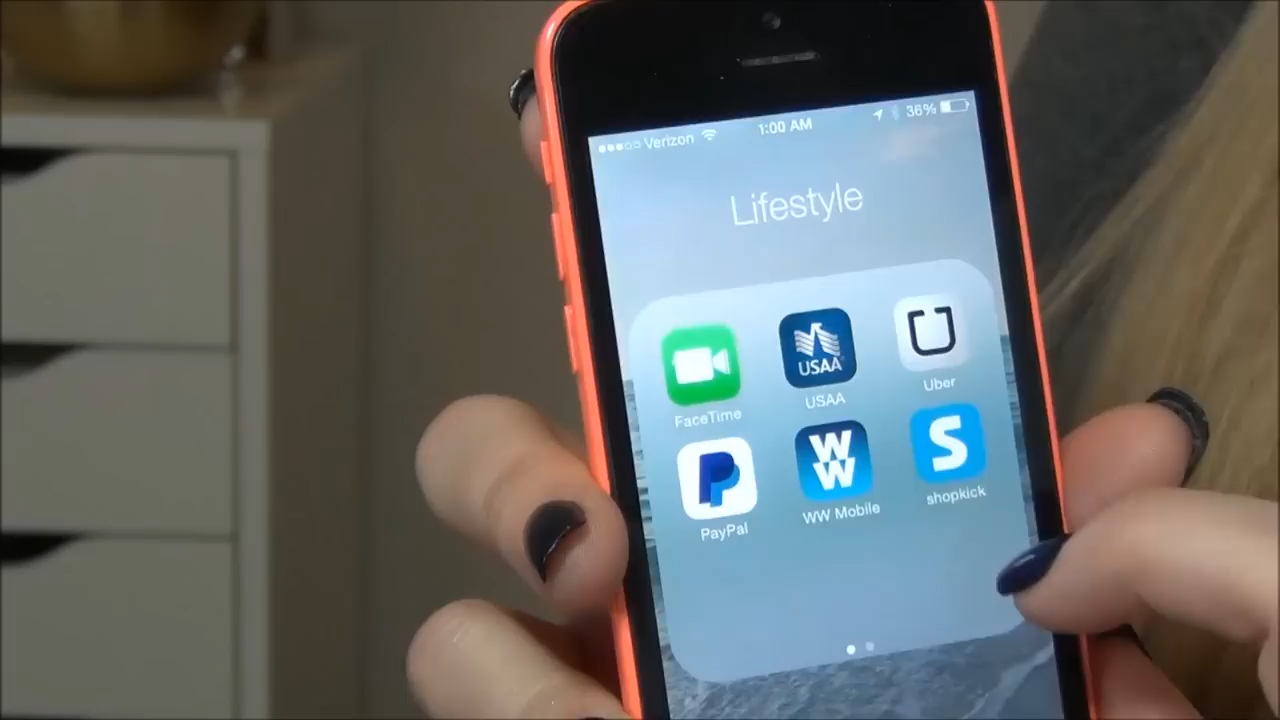 Verizon 1:00 AM 36%
Lifestyle
USAA
FaceTime USAA Uber
P WW S
PayPal WW Mobile shopkick